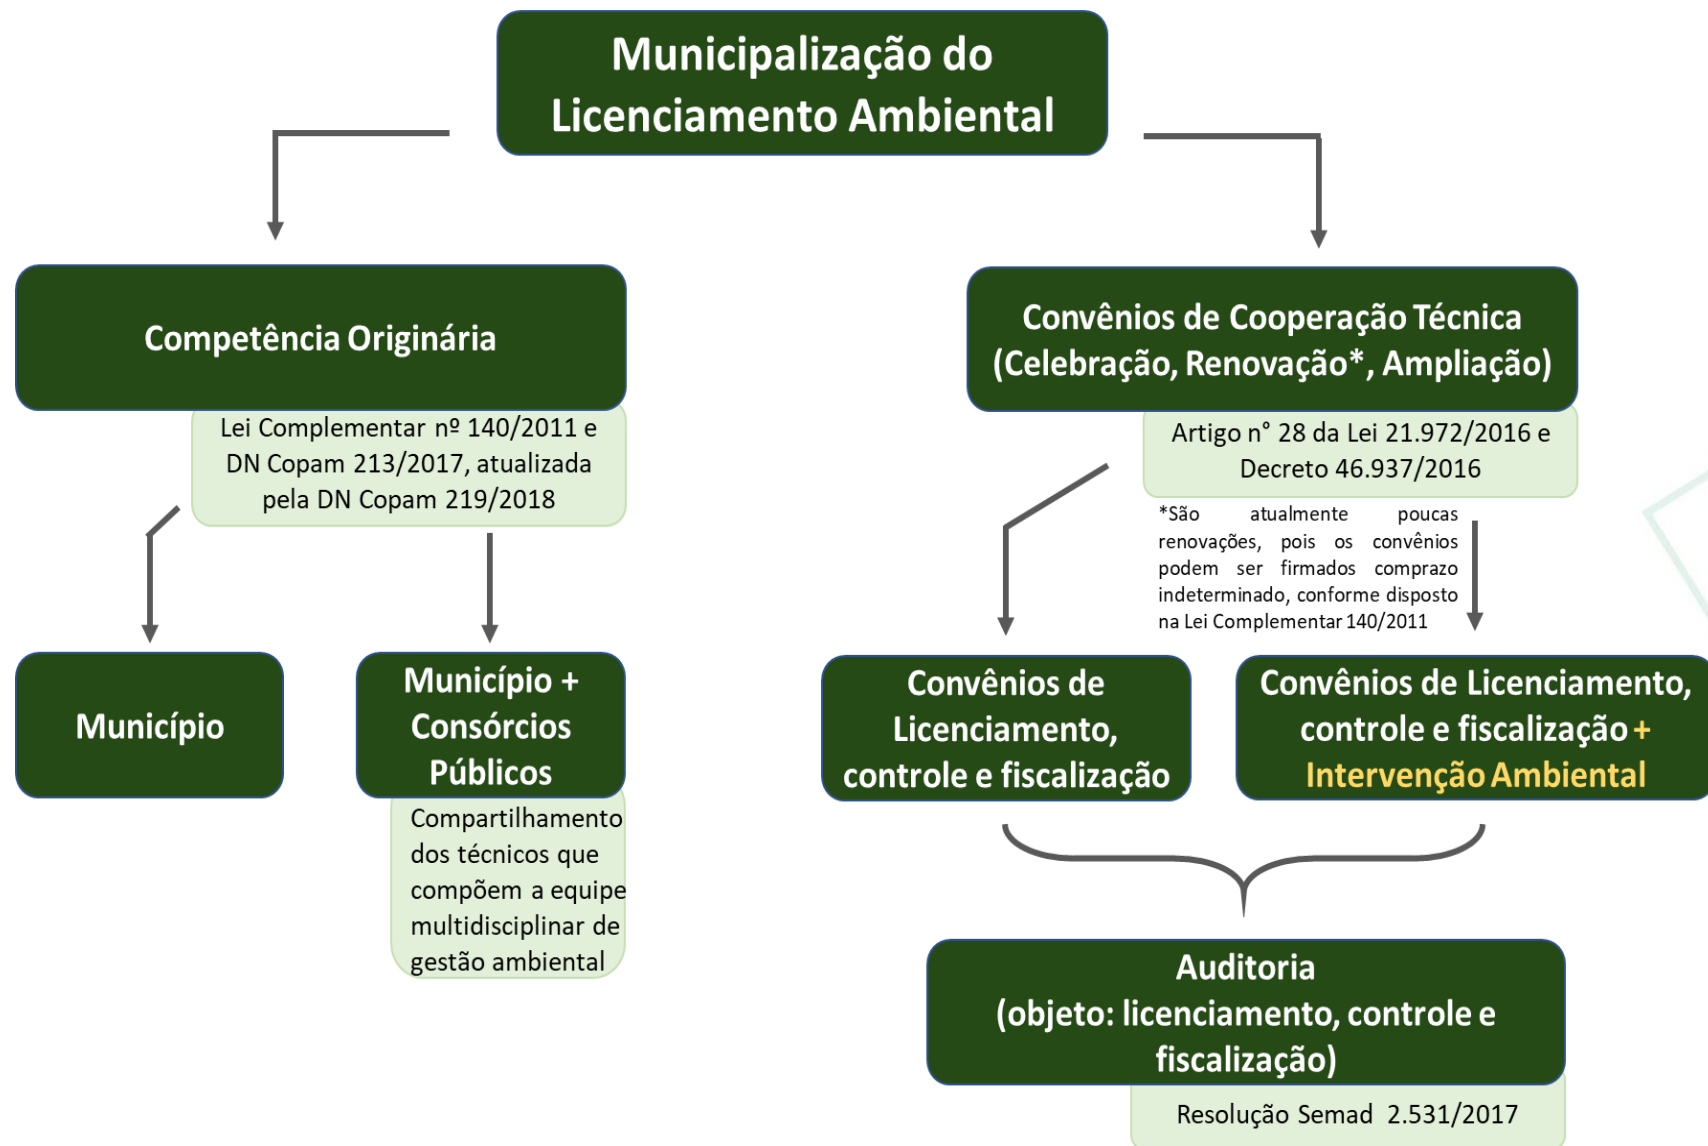 Municipalização do
Licenciamento Ambiental
Competência Originária
Lei Complementar nº 140/2011 e
DN Copam 213/2017, atualizada
pela DN Copam 219/2018
Município
Município +
Consórcios
Públicos
Compartilhamento
dos técnicos que
compõem a equipe
multidisciplinar de
gestão ambiental
Convênios de Cooperação Técnica
(Celebração, Renovação*, Ampliação)
Artigo n° 28 da Lei 21.972/2016 e
Decreto 46.937/2016
*São atualmente poucas
renovações, pois os convênios
podem ser firmados comprazo
indeterminado, conforme disposto
na Lei Complementar 140/2011
Convênios de
Licenciamento,
controle e fiscalização
Convênios de Licenciamento,
controle e fiscalização +
Intervenção Ambiental
Auditoria
(objeto: licenciamento, controle e
fiscalização)
Resolução Semad 2.531/2017